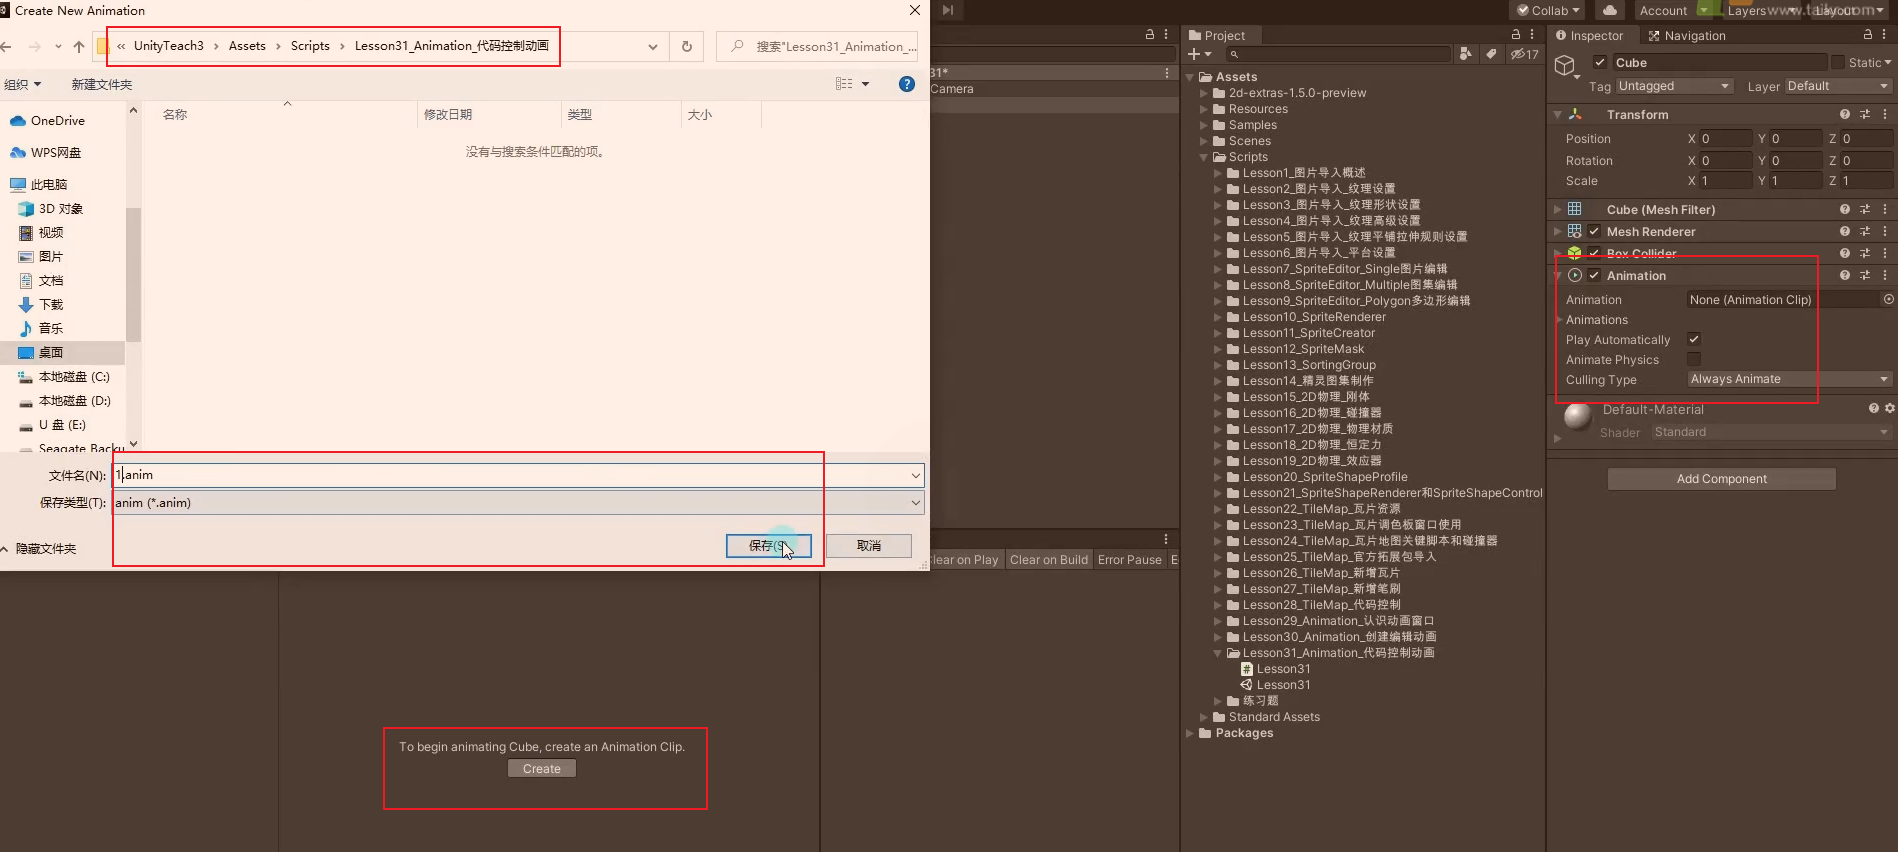 Create New Animation
« UnityTeach3 › Assets › Scripts › Lesson31_Animation_代码控制动画
搜索"Lesson31_Animation_...
组织
新建文件夹
名称
修改日期
类型
大小
没有与搜索条件匹配的项。
OneDrive
WPS网盘
此电脑
3D 对象
视频
图片
文档
下载
音乐
桌面
本地磁盘 (C:)
本地磁盘 (D:)
U 盘 (E:)
Seagate Backu
文件名(N):
1.anim
保存类型(T):
anim (*.anim)
隐藏文件夹
保存(S)
取消
31*
Camera
Clear on Play
Clear on Build
Error Pause
To begin animating Cube, create an Animation Clip.
Create
Collab
Account
Layers
Layout
Project
17
Assets
2d-extras-1.5.0-preview
Resources
Samples
Scenes
Scripts
Lesson1_图片导入概述
Lesson2_图片导入_纹理设置
Lesson3_图片导入_纹理形状设置
Lesson4_图片导入_纹理高级设置
Lesson5_图片导入_纹理平铺拉伸规则设置
Lesson6_图片导入_平台设置
Lesson7_SpriteEditor_Single图片编辑
Lesson8_SpriteEditor_Multiple图集编辑
Lesson9_SpriteEditor_Polygon多边形编辑
Lesson10_SpriteRenderer
Lesson11_SpriteCreator
Lesson12_SpriteMask
Lesson13_SortingGroup
Lesson14_精灵图集制作
Lesson15_2D物理_刚体
Lesson16_2D物理_碰撞器
Lesson17_2D物理_物理材质
Lesson18_2D物理_恒定力
Lesson19_2D物理_效应器
Lesson20_SpriteShapeProfile
Lesson21_SpriteShapeRenderer和SpriteShapeControl
Lesson22_TileMap_瓦片资源
Lesson23_TileMap_瓦片调色板窗口使用
Lesson24_TileMap_瓦片地图关键脚本和碰撞器
Lesson25_TileMap_官方拓展包导入
Lesson26_TileMap_新增瓦片
Lesson27_TileMap_新增笔刷
Lesson28_TileMap_代码控制
Lesson29_Animation_认识动画窗口
Lesson30_Animation_创建编辑动画
Lesson31_Animation_代码控制动画
Lesson31
Lesson31
练习题
Standard Assets
Packages
Inspector
Navigation
Cube
Static
Tag Untagged
Layer Default
Transform
Position X 0 Y 0 Z 0
Rotation X 0 Y 0 Z 0
Scale X 1 Y 1 Z 1
Cube (Mesh Filter)
Mesh Renderer
Box Collider
Animation
Animation None (Animation Clip)
Animations
Play Automatically
Animate Physics
Culling Type Always Animate
Default-Material
Shader Standard
Add Component